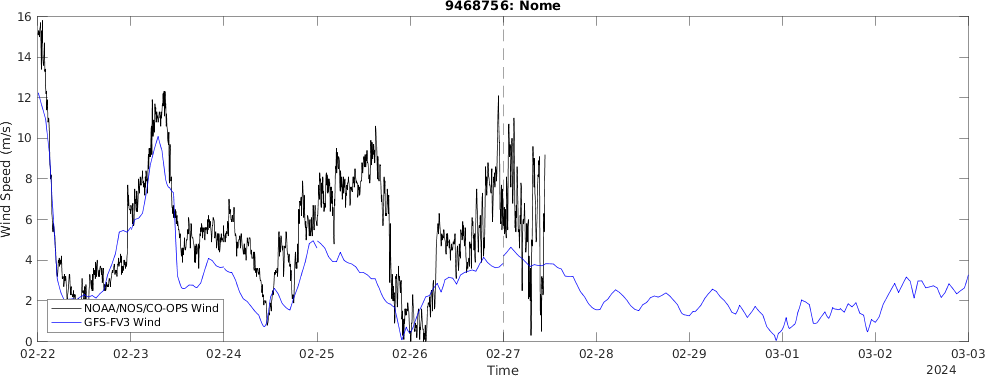 9468756: Nome
16
14
12
10
8
6
4
2
0
Wind Speed (m/s)
NOAA/NOS/CO-OPS Wind
GFS-FV3 Wind
02-22 02-23 02-24 02-25 02-26 02-27 02-28 02-29 03-01 03-02 03-03
Time
2024